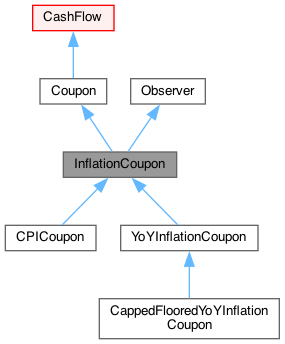 CashFlow
Coupon
Observer
InflationCoupon
CPICoupon
YoYInflationCoupon
CappedFlooredYoYInflation
Coupon